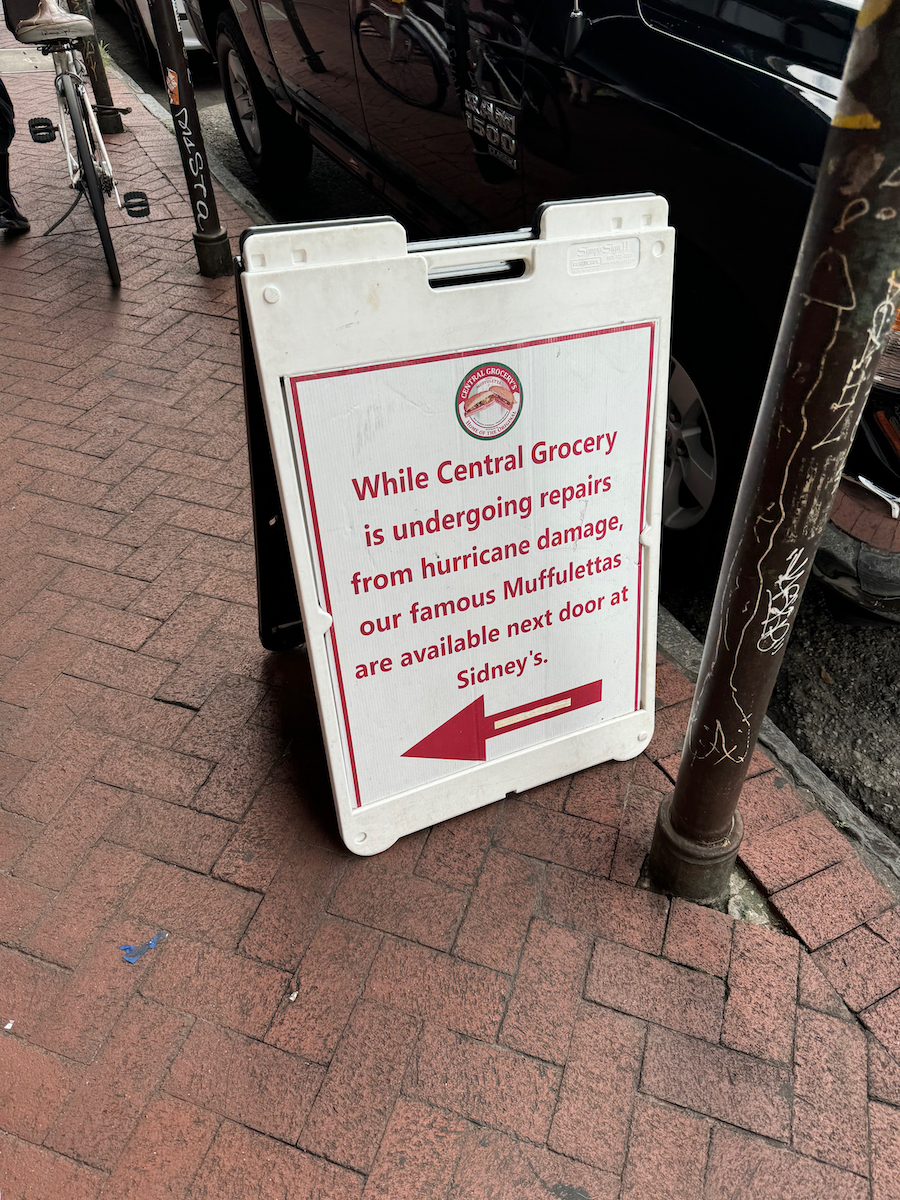 CENTRAL GROCERY'S
HOME OF THE ORIGINAL
While Central Grocery
is undergoing repairs
from hurricane damage,
our famous Muffulettas
are available next door at
Sidney's.
1500